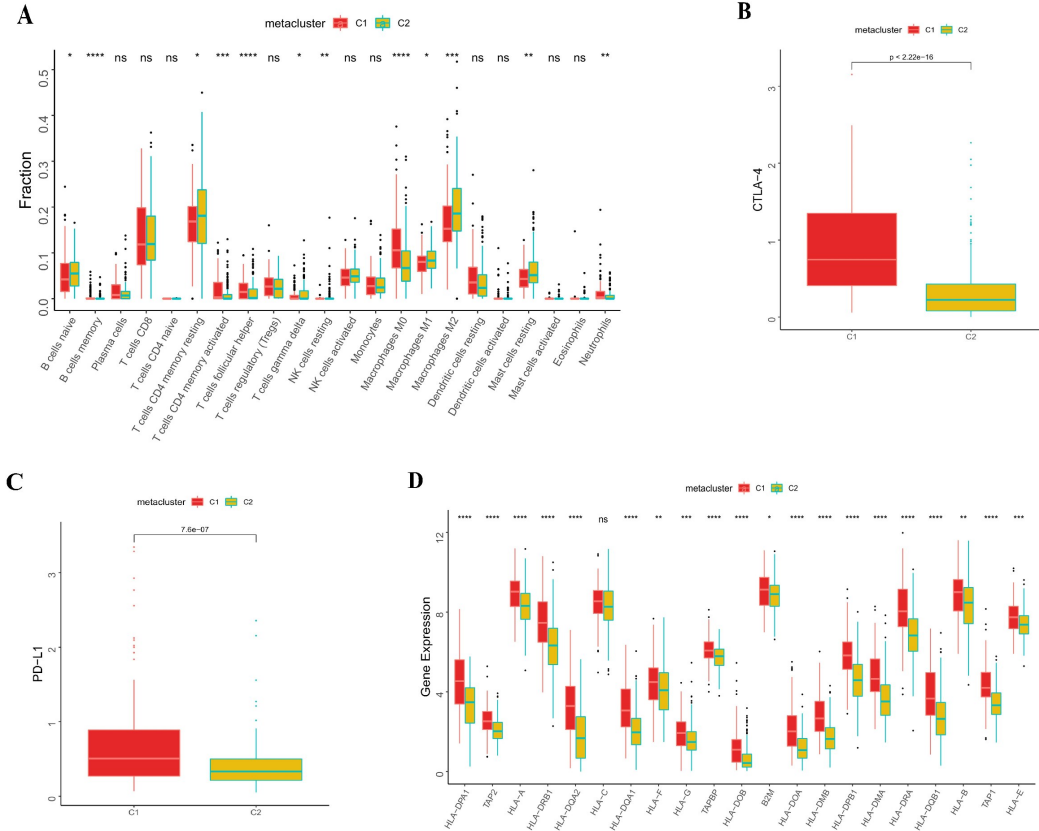 A
metacluster C1 C2
* **** ns ns ns * *** **** ns * ** ns ns **** * *** ns ns ** ns ns **
Fraction
0.5
0.4
0.3
0.2
0.1
0.0
B cells naive
B cells memory
Plasma cells
T cells CD8
T cells CD4 naive
T cells CD4 memory resting
T cells CD4 memory activated
T cells follicular helper
T cells regulatory (Tregs)
T cells gamma delta
NK cells resting
NK cells activated
Monocytes
Macrophages M0
Macrophages M1
Macrophages M2
Dendritic cells resting
Dendritic cells activated
Mast cells resting
Mast cells activated
Eosinophils
Neutrophils
B
metacluster C1 C2
p < 2.22e-16
CTLA-4
3
2
1
0
C1 C2
C
metacluster C1 C2
7.6e-07
PD-L1
3
2
1
0
C1 C2
D
metacluster C1 C2
**** **** **** **** **** ns **** ** *** **** **** * **** **** **** **** **** **** ** **** ***
Gene Expression
12
8
4
0
HLA-DPA1
TAP2
HLA-A
HLA-DRB1
HLA-DQA2
HLA-C
HLA-DQA1
HLA-F
HLA-G
TAPBP
HLA-DOB
B2M
HLA-DOA
HLA-DMB
HLA-DPB1
HLA-DMA
HLA-DRA
HLA-DQB1
HLA-B
TAP1
HLA-E